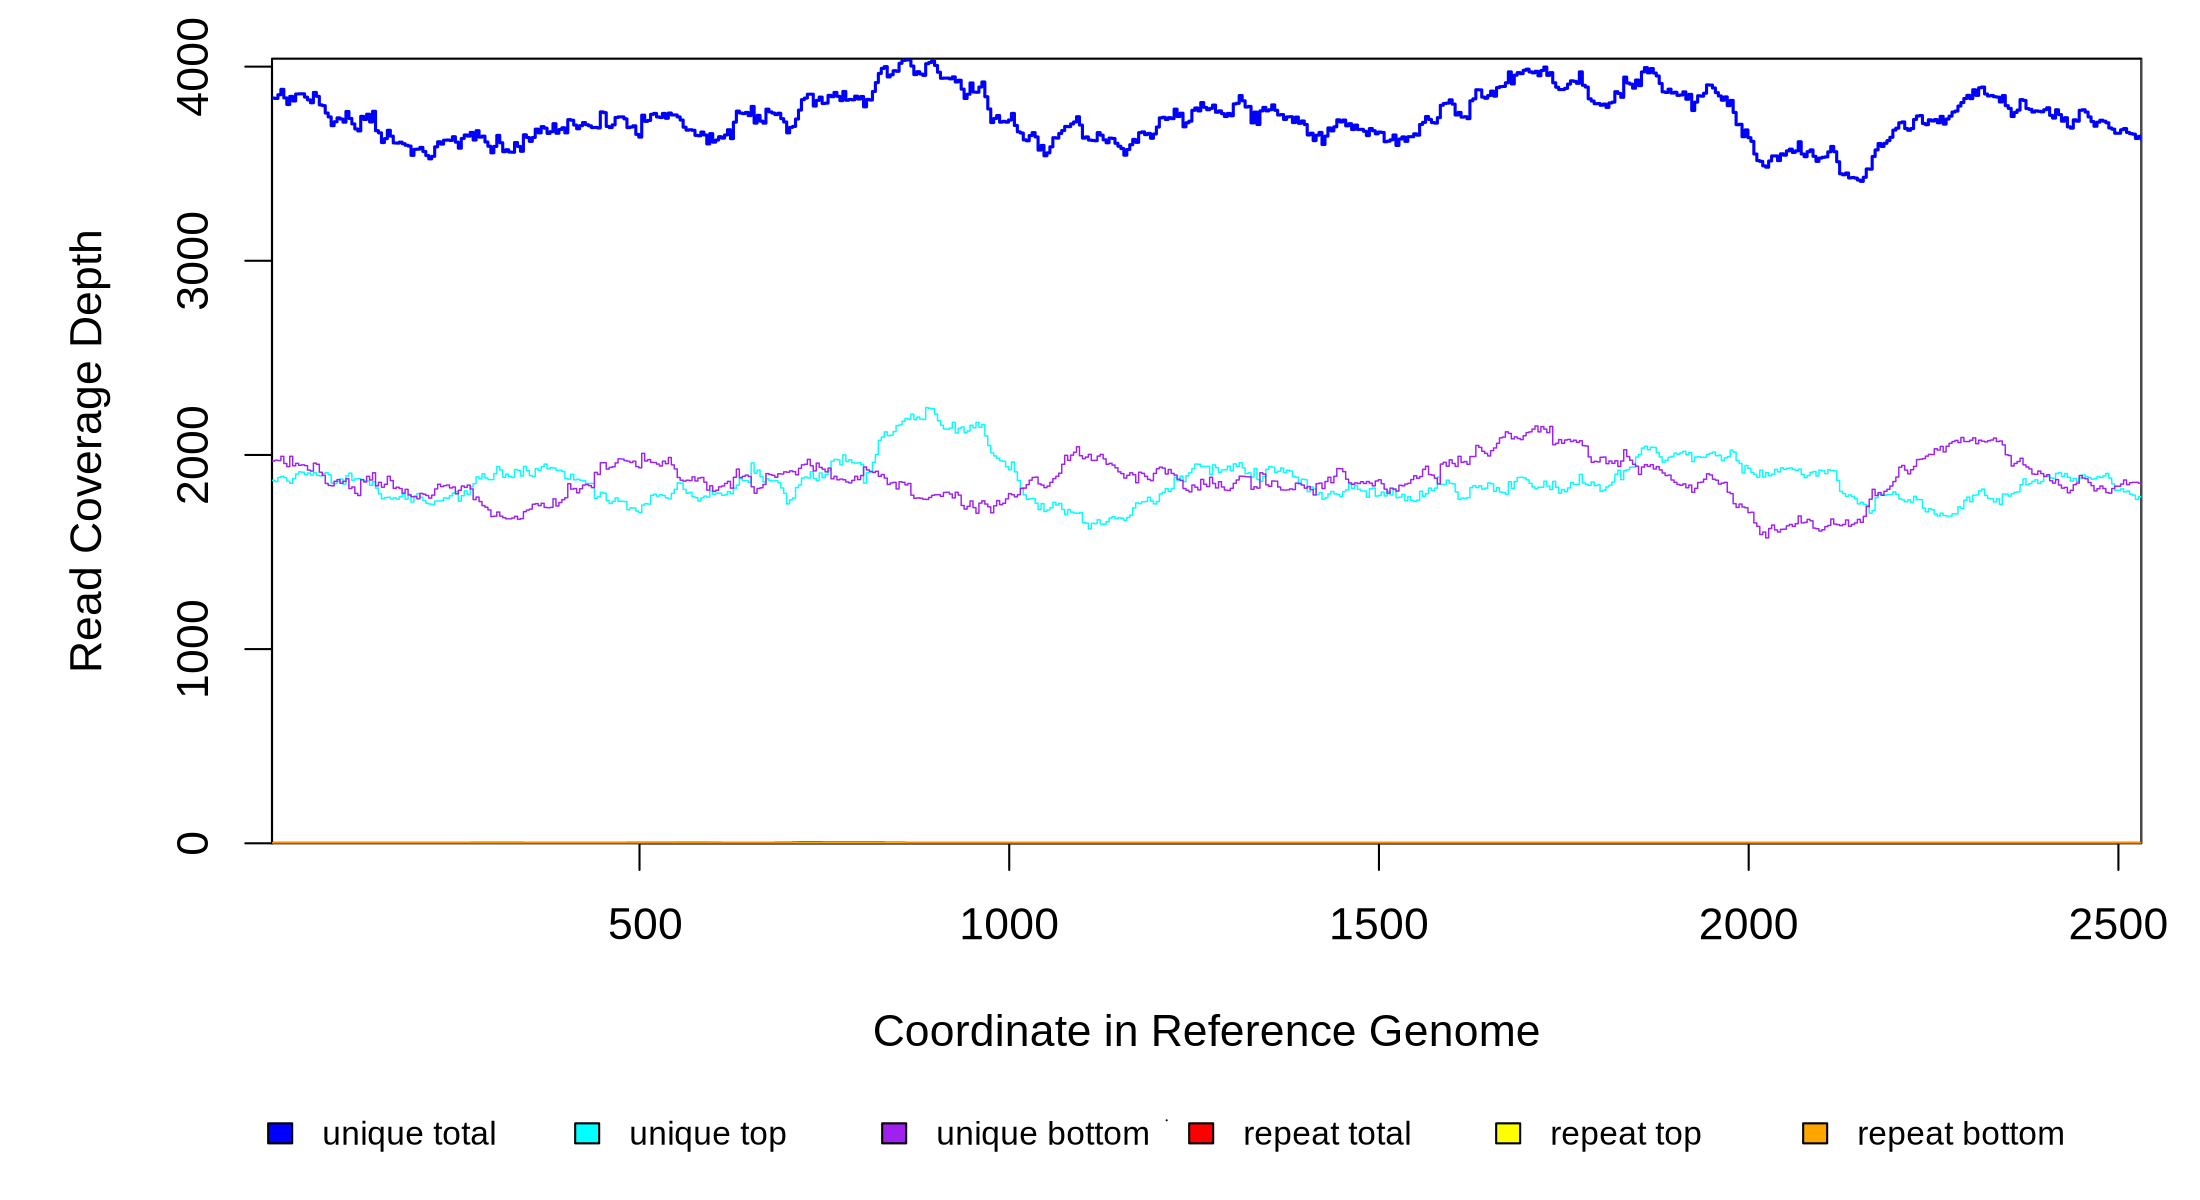 Read Coverage Depth
4000
3000
2000
1000
0
500 1000 1500 2000 2500
Coordinate in Reference Genome
unique total unique top unique bottom repeat total repeat top repeat bottom